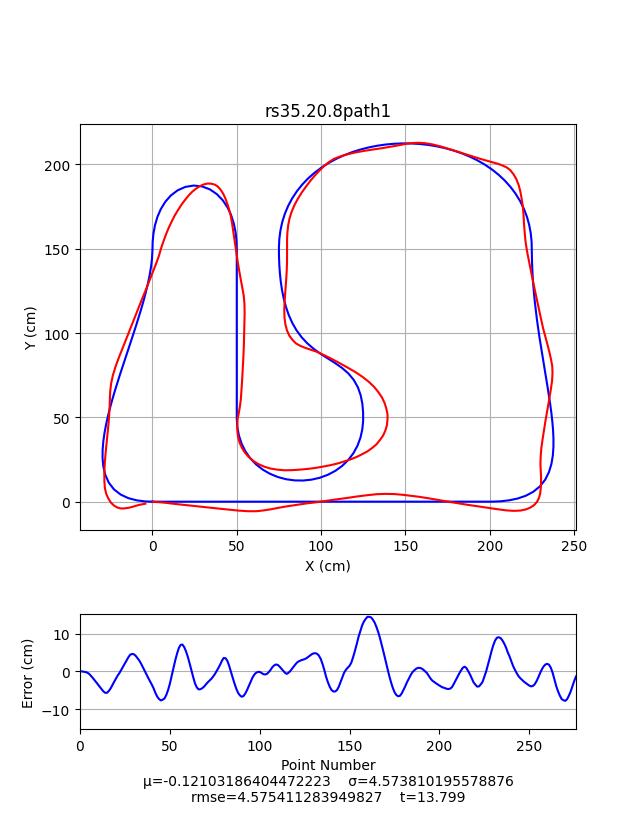 rs35.20.8path1
200
150
100
50
0
Y (cm)
0 50 100 150 200 250
X (cm)
10
0
−10
Error (cm)
0 50 100 150 200 250
Point Number
μ=-0.12103186404472223 σ=4.573810195578876
rmse=4.575411283949827 t=13.799